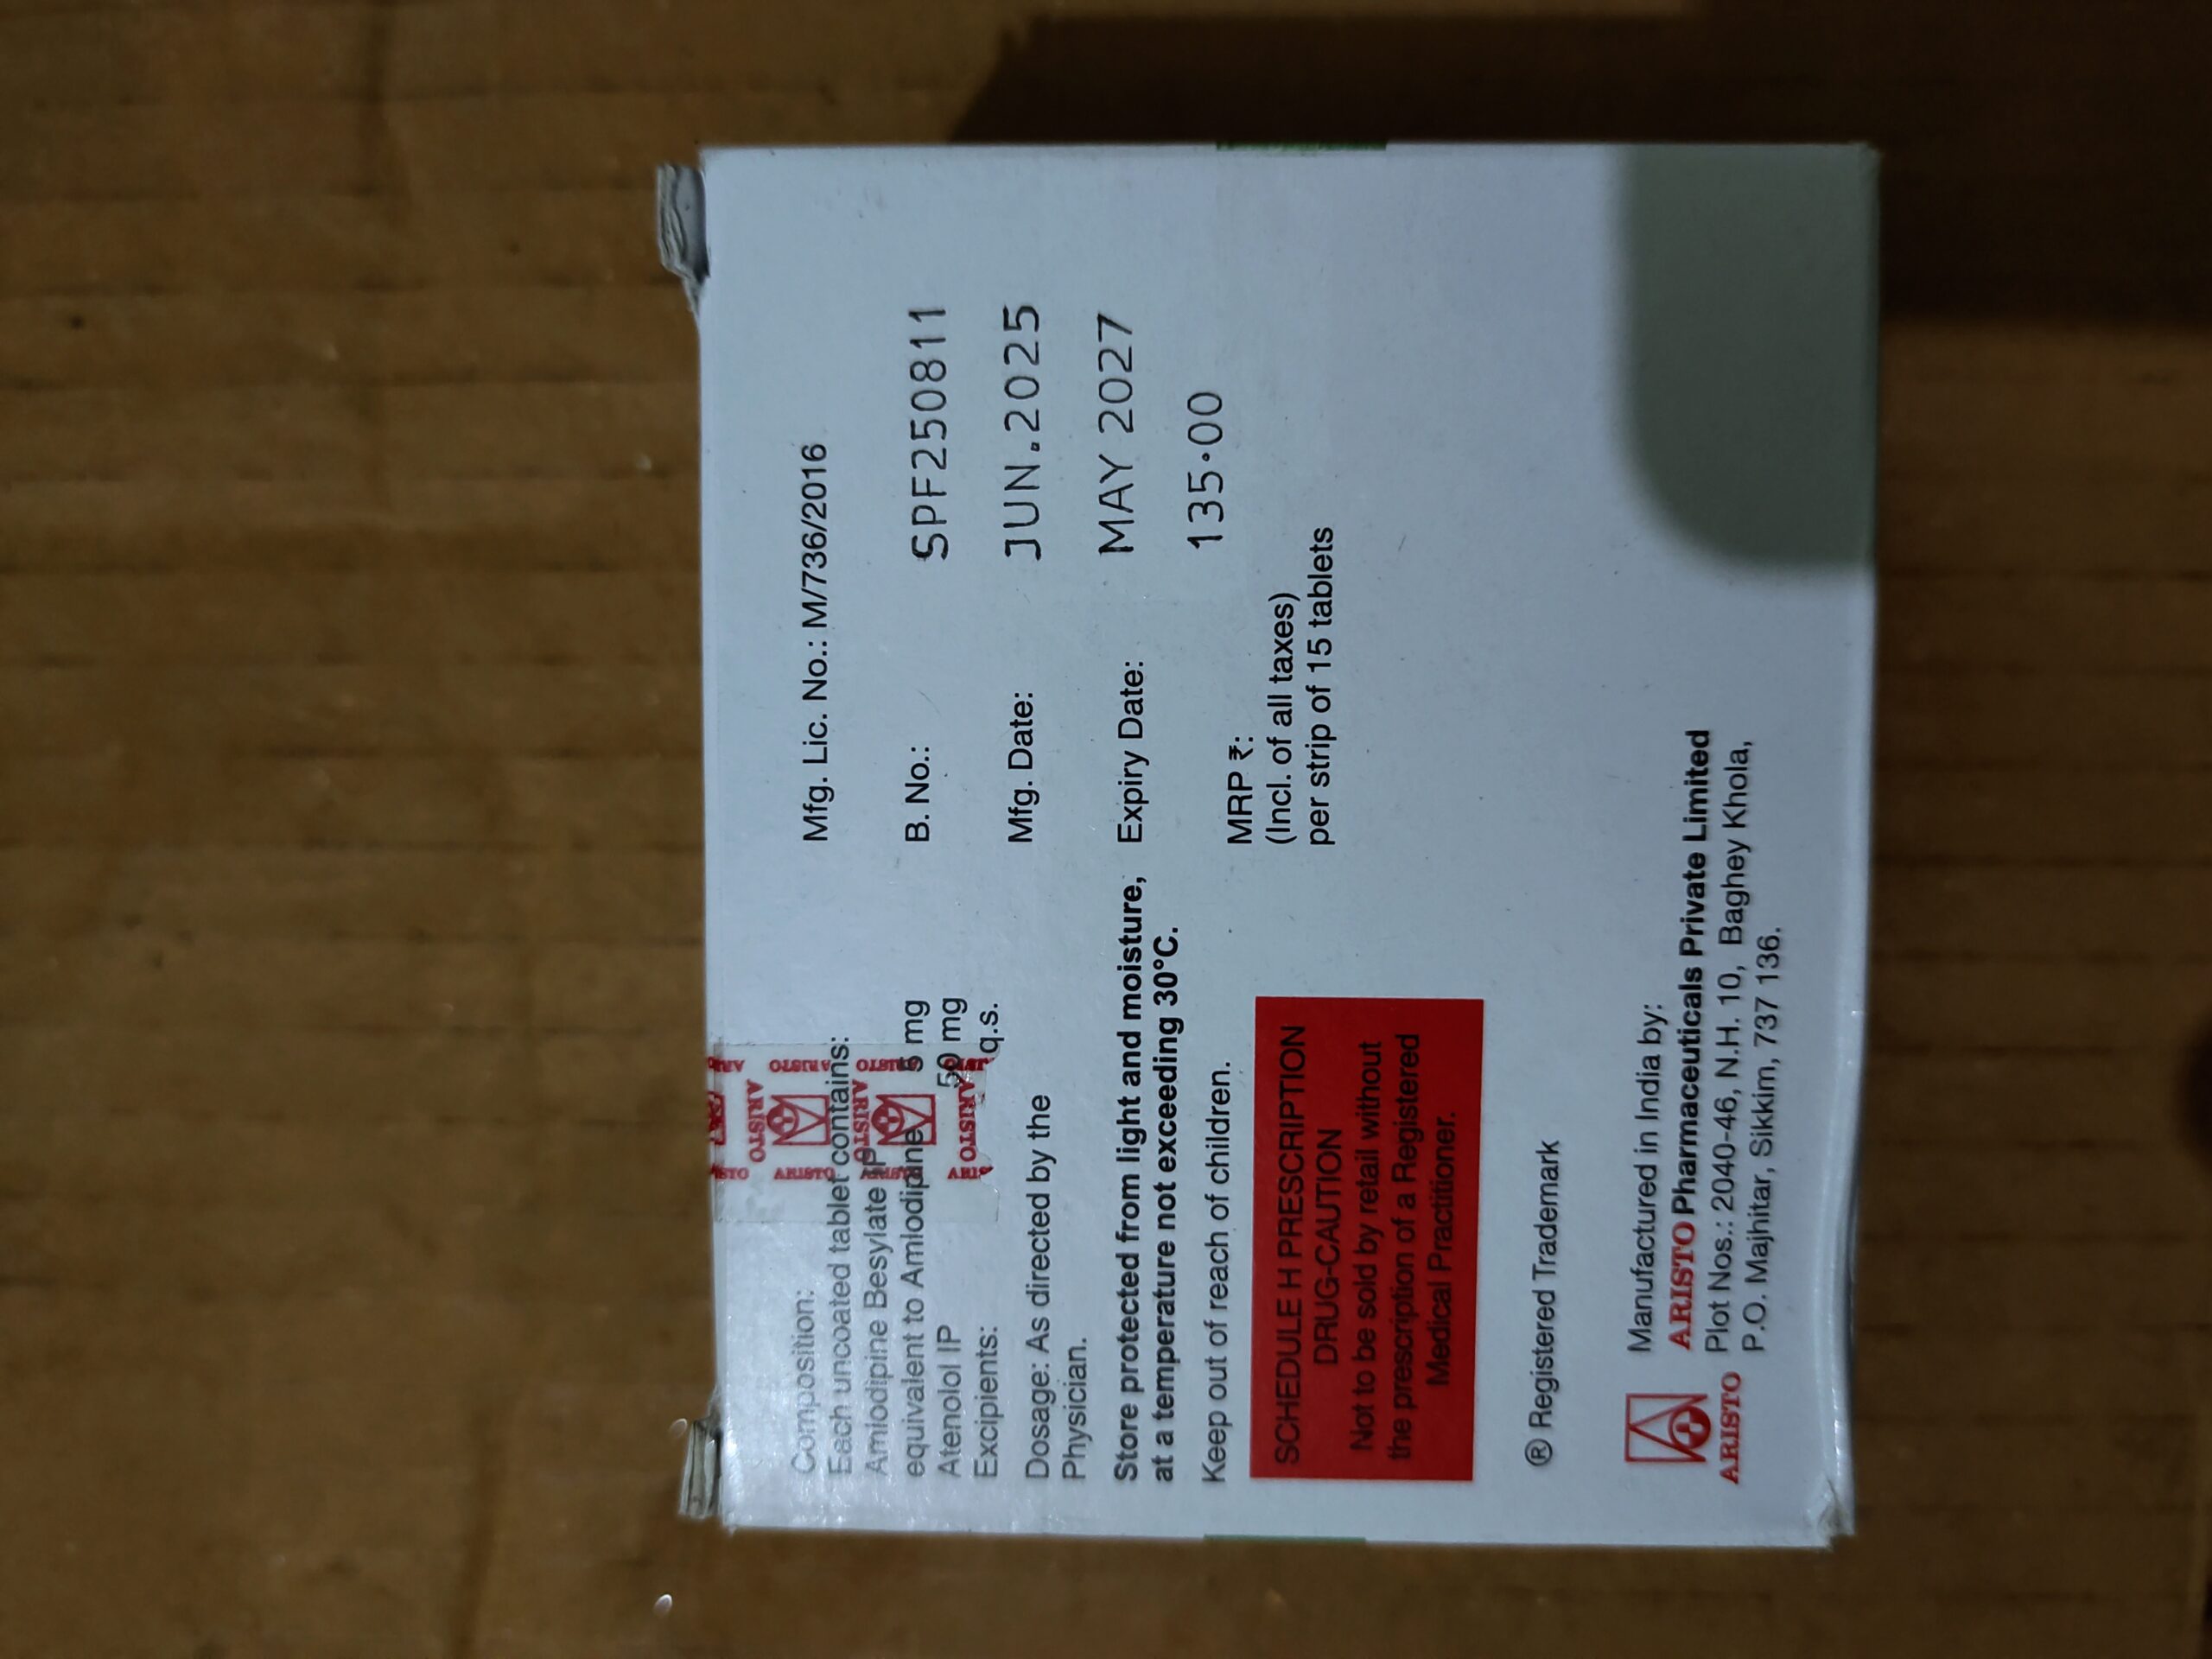 Composition:
Each uncoated tablet contains:
Amlodipine Besylate IP
equivalent to Amlodipine 5 mg
Atenolol IP 50 mg
Excipients: q.s.
Dosage: As directed by the
Physician.
Store protected from light and moisture,
at a temperature not exceeding 30°C.
Keep out of reach of children.
SCHEDULE H PRESCRIPTION
DRUG-CAUTION
Not to be sold by retail without
the prescription of a Registered
Medical Practitioner.
® Registered Trademark
Mfg. Lic. No.: M/736/2016
B. No.: SPF250811
Mfg. Date: JUN.2025
Expiry Date: MAY 2027
MRP ₹: 135.00
(Incl. of all taxes)
per strip of 15 tablets
ARISTO
Manufactured in India by:
ARISTO Pharmaceuticals Private Limited
Plot Nos.: 2040-46, N.H. 10, Baghey Khola,
P.O. Majhitar, Sikkim, 737 136.
ARISTO
ARISTO
ARISTO
ARISTO
ARISTO